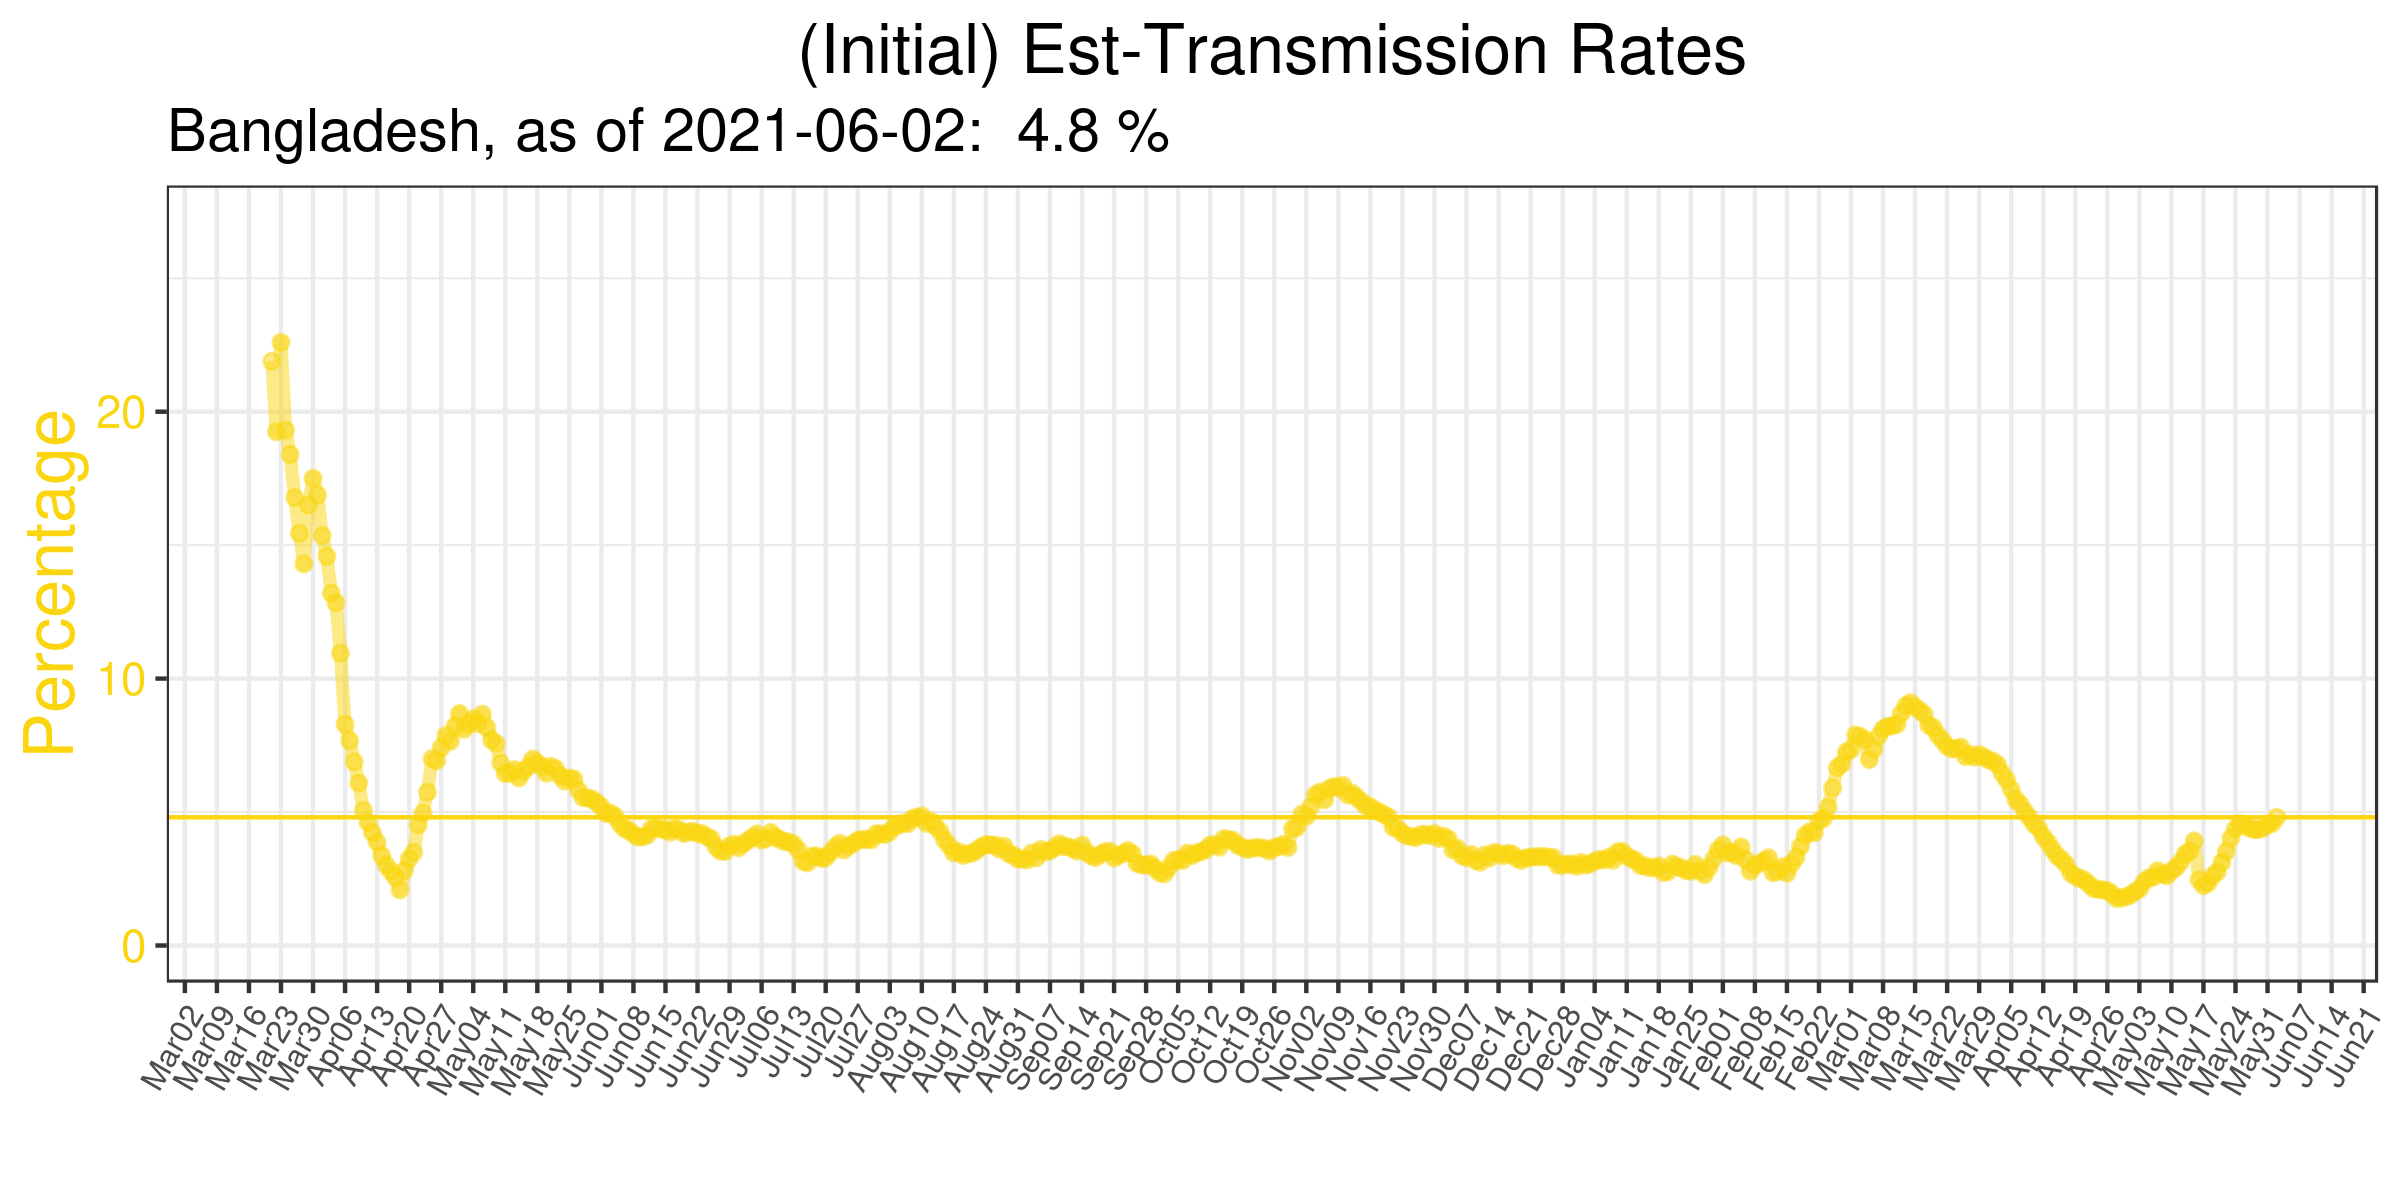 (Initial) Est-Transmission Rates
Bangladesh, as of 2021-06-02:  4.8 %
Percentage
20
10
0
Mar02 Mar09 Mar16 Mar23 Mar30 Apr06 Apr13 Apr20 Apr27 May04 May11 May18 May25 Jun01 Jun08 Jun15 Jun22 Jun29 Jul06 Jul13 Jul20 Jul27 Aug03 Aug10 Aug17 Aug24 Aug31 Sep07 Sep14 Sep21 Sep28 Oct05 Oct12 Oct19 Oct26 Nov02 Nov09 Nov16 Nov23 Nov30 Dec07 Dec14 Dec21 Dec28 Jan04 Jan11 Jan18 Jan25 Feb01 Feb08 Feb15 Feb22 Mar01 Mar08 Mar15 Mar22 Mar29 Apr05 Apr12 Apr19 Apr26 May03 May10 May17 May24 May31 Jun07 Jun14 Jun21